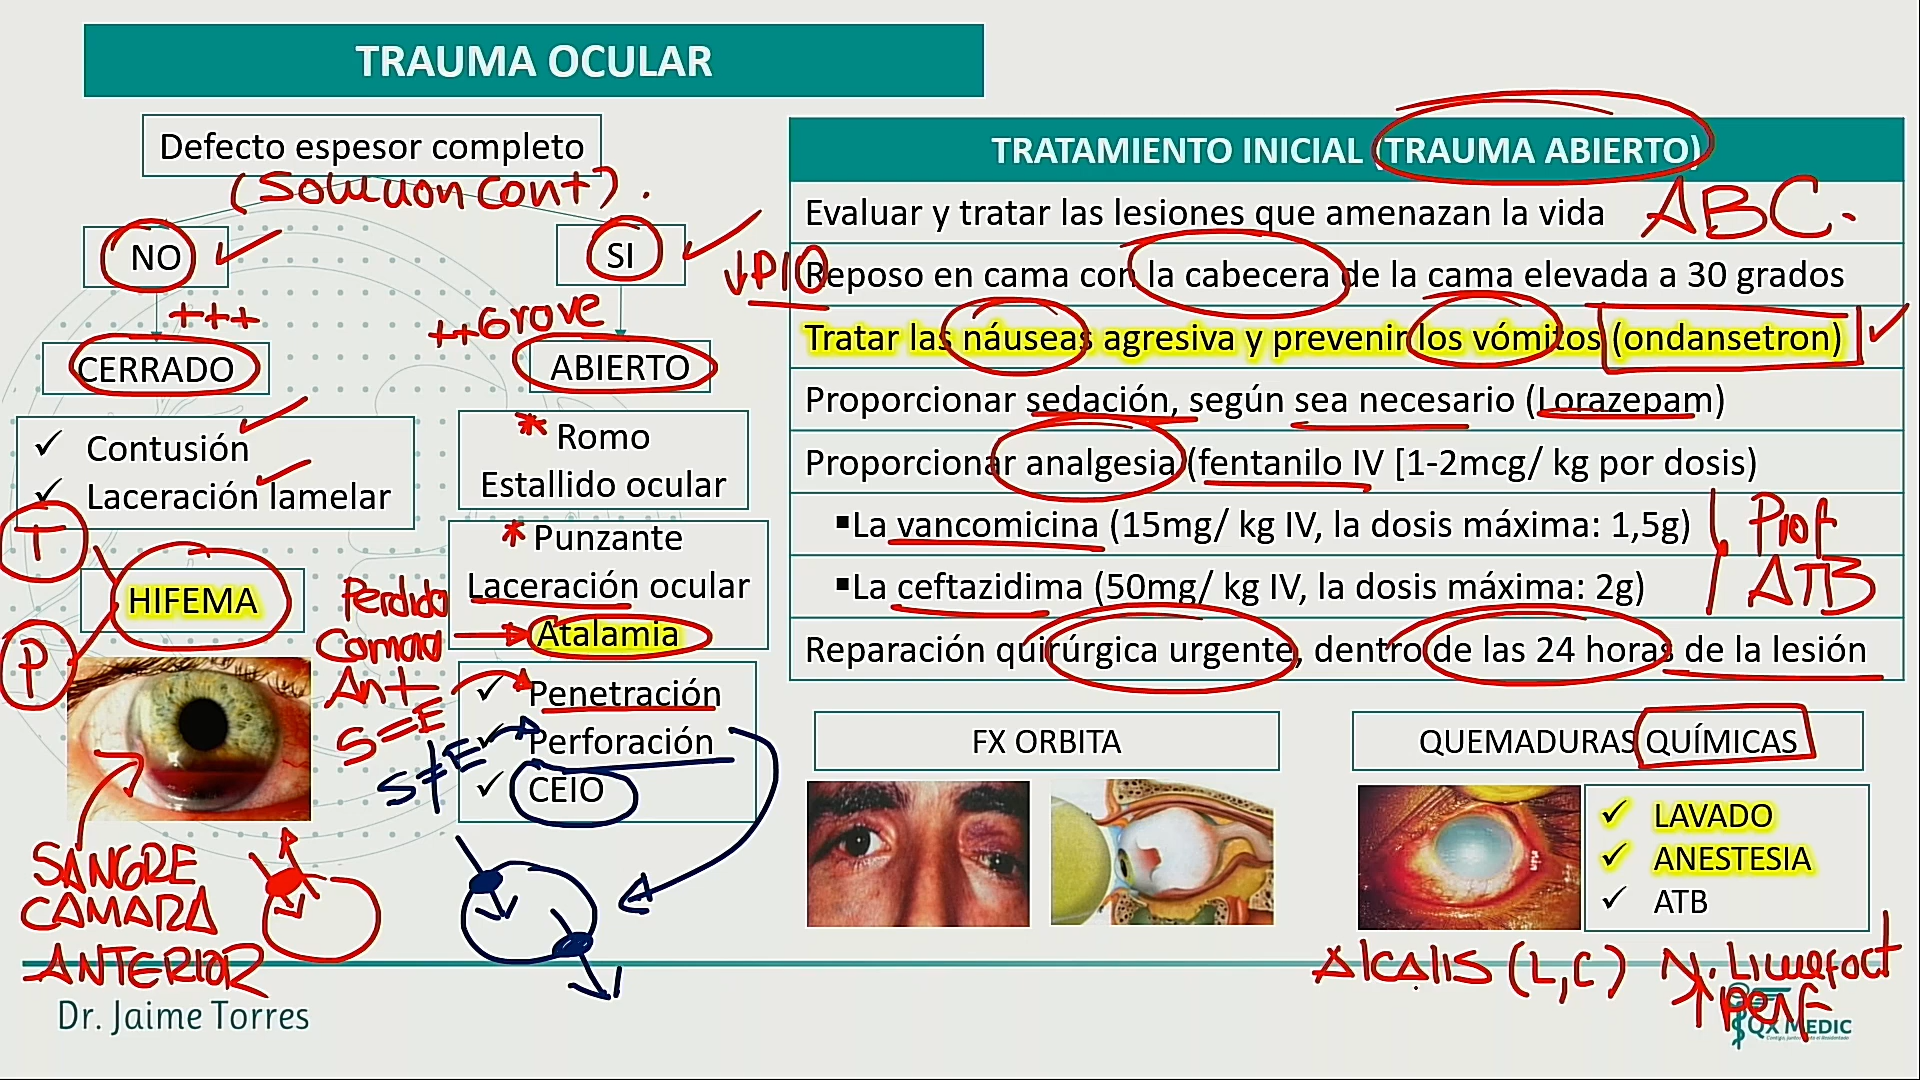 TRAUMA OCULAR
Defecto espesor completo
(Solucion Cont).
NO
SI
+++
++Grave
CERRADO
ABIERTO
✓ Contusión
✓ Laceración lamelar
T
P
HIFEMA
* Romo
Estallido ocular
* Punzante
Laceración ocular
Atalamia
Perdida
Camara
Ant
S=E
S≠E
✓ Penetración
✓ Perforación
✓ CEIO
SANGRE
CAMARA
ANTERIOR
Dr. Jaime Torres
TRATAMIENTO INICIAL (TRAUMA ABIERTO)
Evaluar y tratar las lesiones que amenazan la vida ABC.
↓PIO
Reposo en cama con la cabecera de la cama elevada a 30 grados
Tratar las náuseas agresiva y prevenir los vómitos (ondansetron)
Proporcionar sedación, según sea necesario (Lorazepam)
Proporcionar analgesia (fentanilo IV [1-2mcg/ kg por dosis)
▪La vancomicina (15mg/ kg IV, la dosis máxima: 1,5g)
▪La ceftazidima (50mg/ kg IV, la dosis máxima: 2g)
Prof
ATB
Reparación quirúrgica urgente, dentro de las 24 horas de la lesión
FX ORBITA
QUEMADURAS QUÍMICAS
✓ LAVADO
✓ ANESTESIA
✓ ATB
Alcalis (L,C) N. Licuefact
↑ perf
QX MEDIC